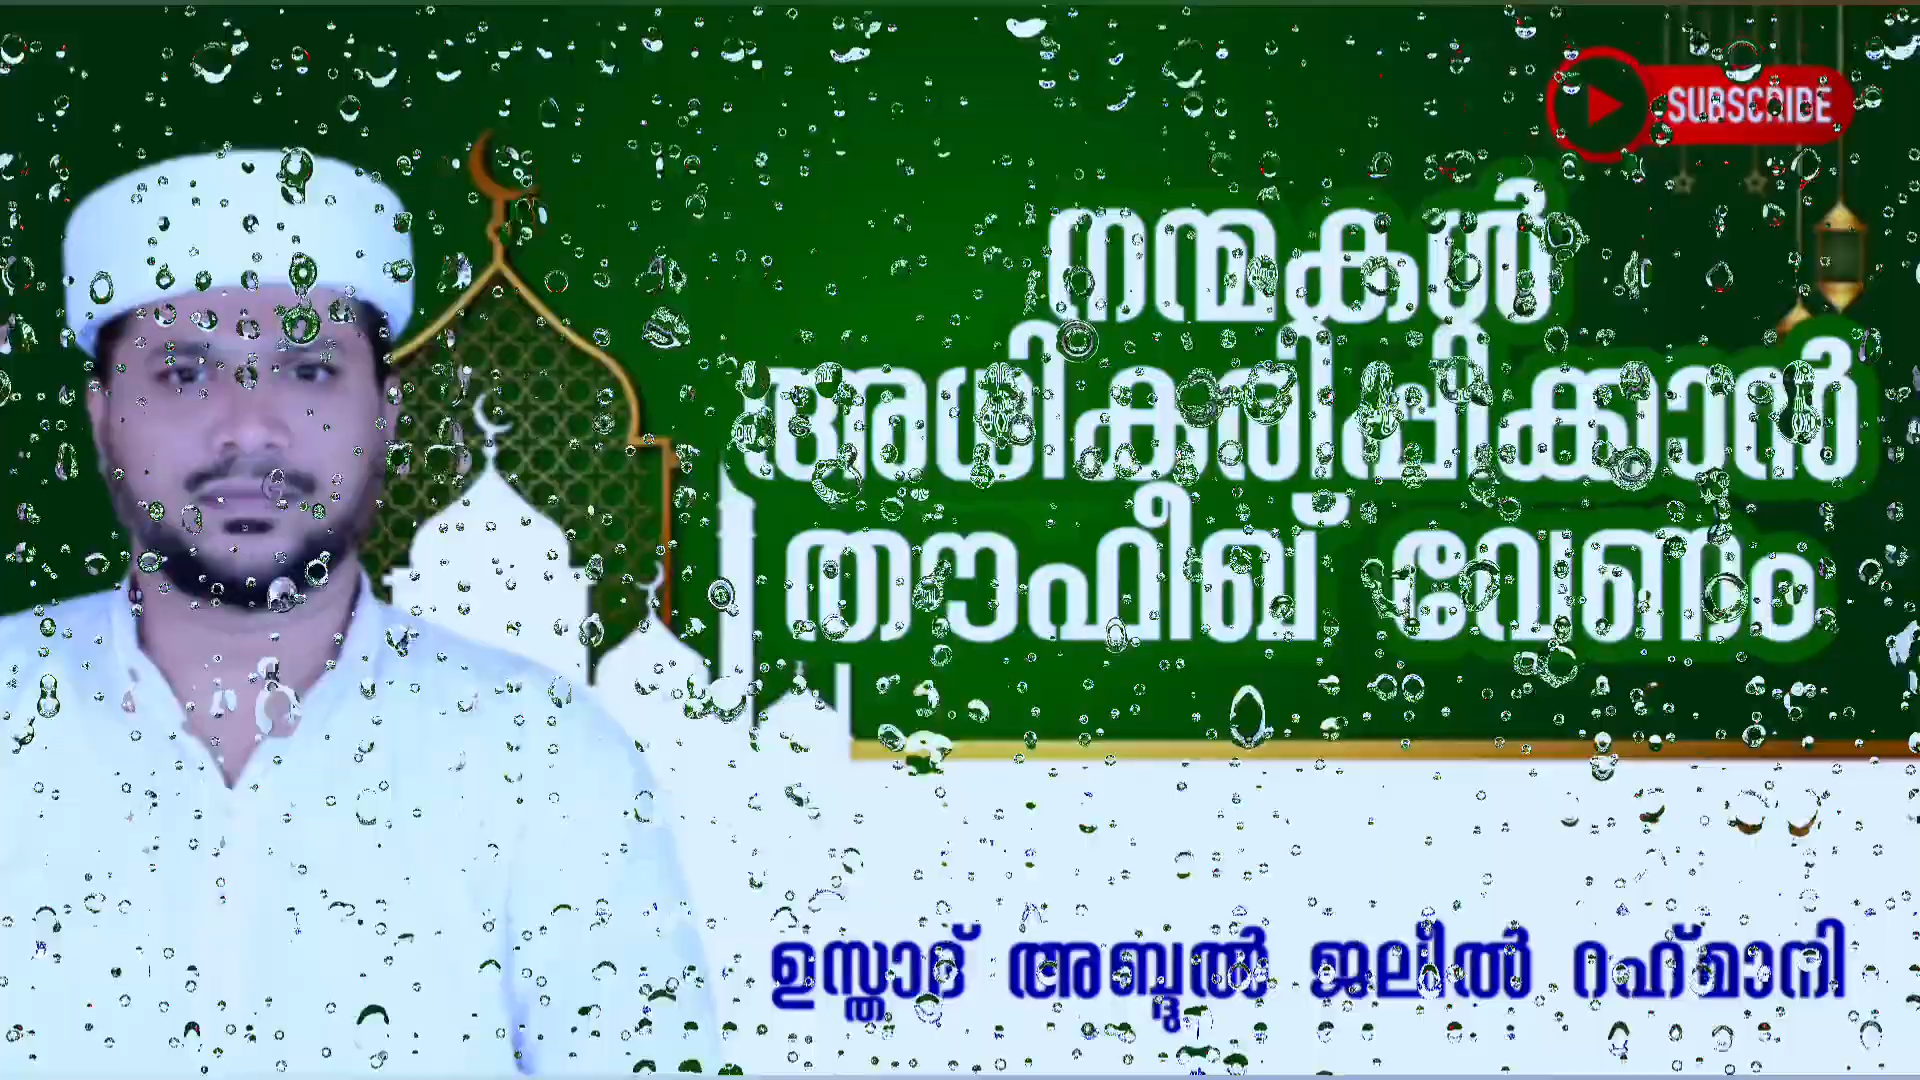 SUBSCRIBE
നന്മകൾ
അധികരിപ്പിക്കാൻ
തൗഫീഖ് വേണം
ഉസ്താദ് അബ്ദുൽ ജലീൽ റഹ്മാനി